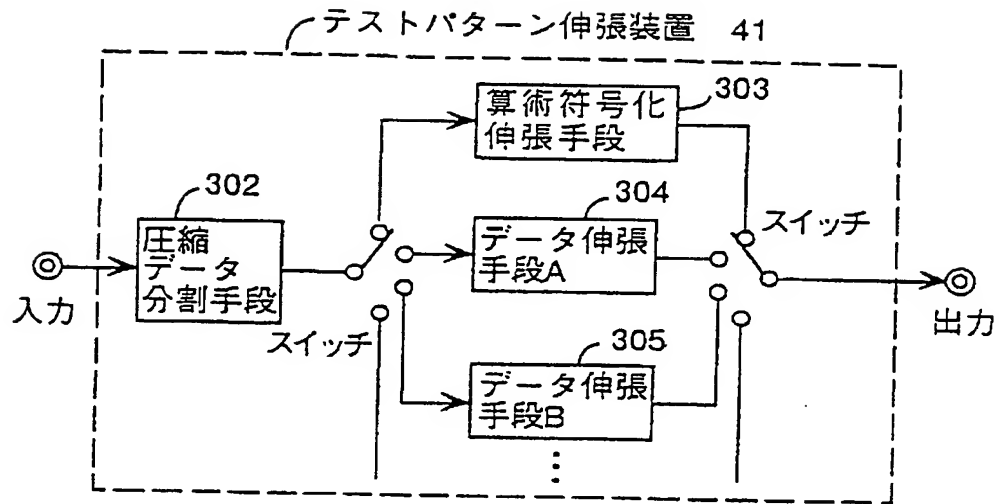 テストパターン伸張装置 41
算術符号化
伸張手段
303
302
圧縮
データ
分割手段
304
データ伸張
手段A
スイッチ
入力
スイッチ
出力
305
データ伸張
手段B